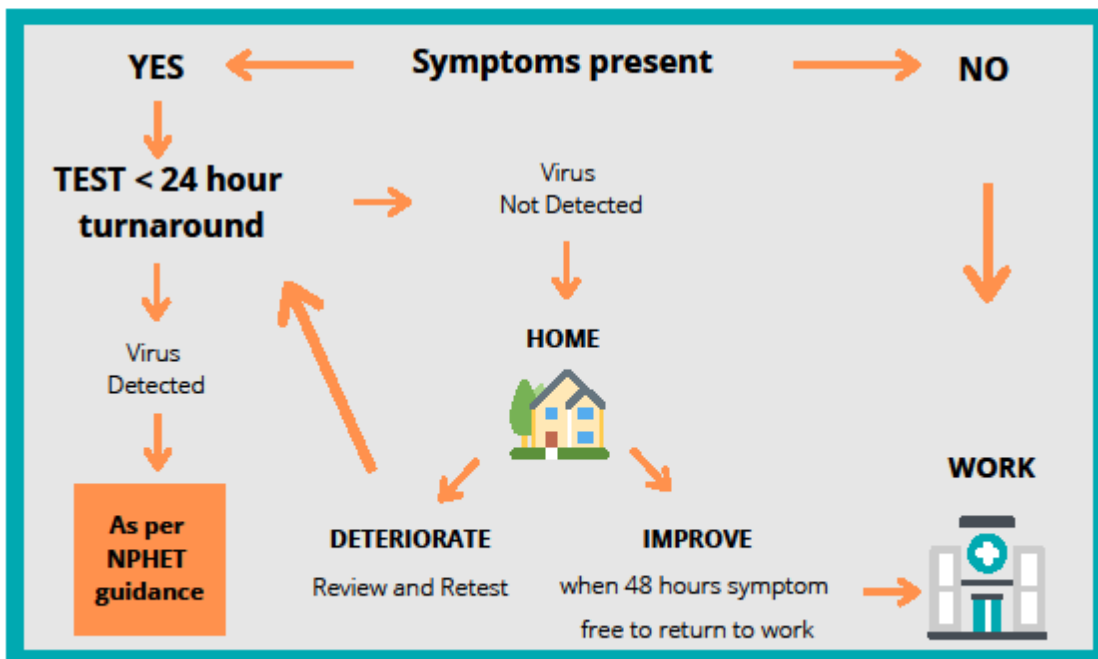 Symptoms present
YES
NO
TEST < 24 hour
turnaround
Virus
Not Detected
Virus
Detected
As per
NPHET
guidance
HOME
DETERIORATE
Review and Retest
IMPROVE
when 48 hours symptom
free to return to work
WORK